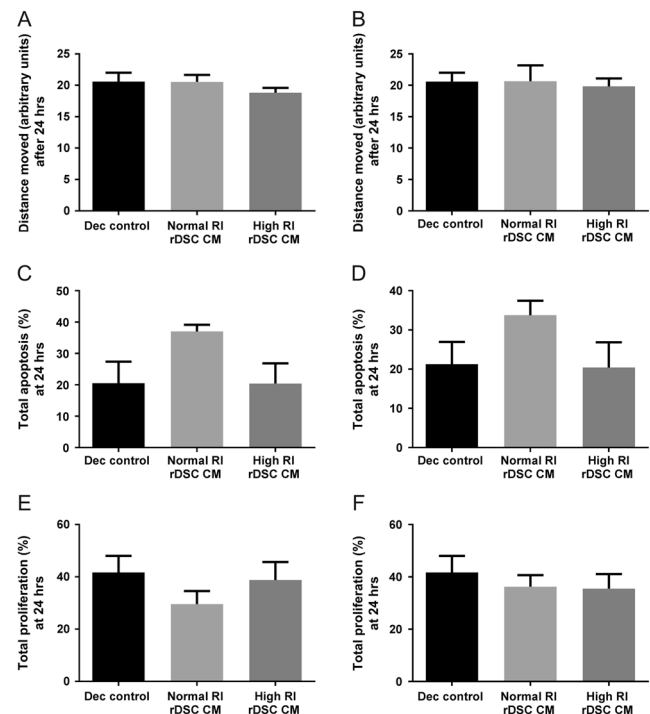 A
Distance moved (arbitrary units)
after 24 hrs
25
20
15
10
5
0
Dec control
Normal RI
rDSC CM
High RI
rDSC CM
B
Distance moved (arbitrary units)
after 24 hrs
25
20
15
10
5
0
Dec control
Normal RI
rDSC CM
High RI
rDSC CM
C
Total apoptosis (%)
at 24 hrs
50
40
30
20
10
0
Dec control
Normal RI
rDSC CM
High RI
rDSC CM
D
Total apoptosis (%)
at 24 hrs
40
30
20
10
0
Dec control
Normal RI
rDSC CM
High RI
rDSC CM
E
Total proliferation (%)
at 24 hrs
60
40
20
0
Dec control
Normal RI
rDSC CM
High RI
rDSC CM
F
Total proliferation (%)
at 24 hrs
60
40
20
0
Dec control
Normal RI
rDSC CM
High RI
rDSC CM